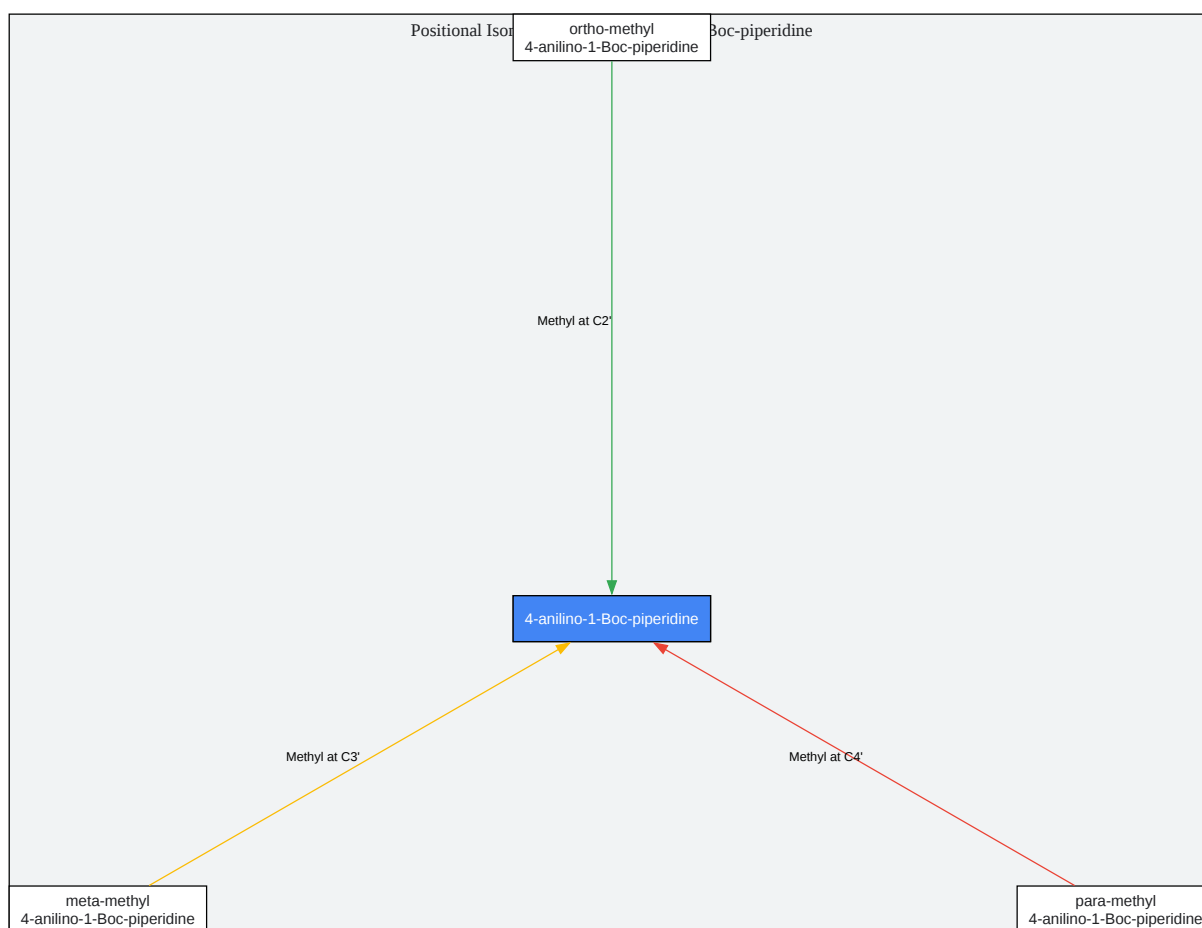 Positional Isor Boc-piperidine
ortho-methyl
4-anilino-1-Boc-piperidine
Methyl at C2'
4-anilino-1-Boc-piperidine
Methyl at C3'
Methyl at C4'
meta-methyl
4-anilino-1-Boc-piperidine
para-methyl
4-anilino-1-Boc-piperidine